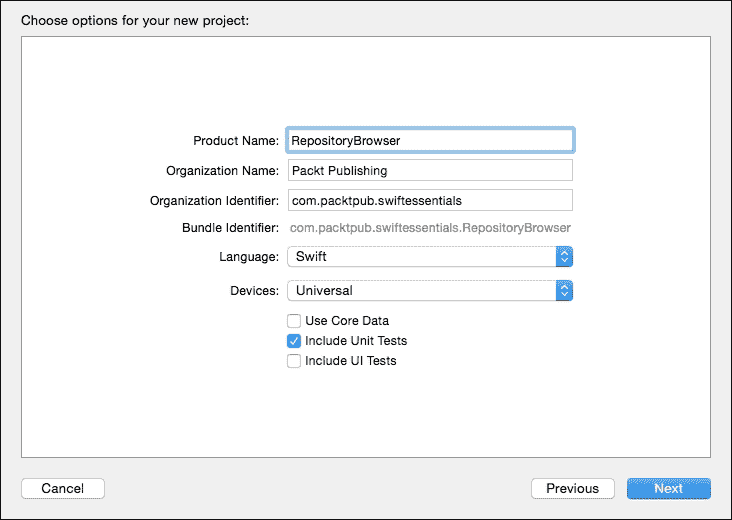 Choose options for your new project:
Product Name: RepositoryBrowser
Organization Name: Packt Publishing
Organization Identifier: com.packtpub.swiftessentials
Bundle Identifier: com.packtpub.swiftessentials.RepositoryBrowser
Language: Swift
Devices: Universal
Use Core Data
Include Unit Tests
Include UI Tests
Cancel Previous Next